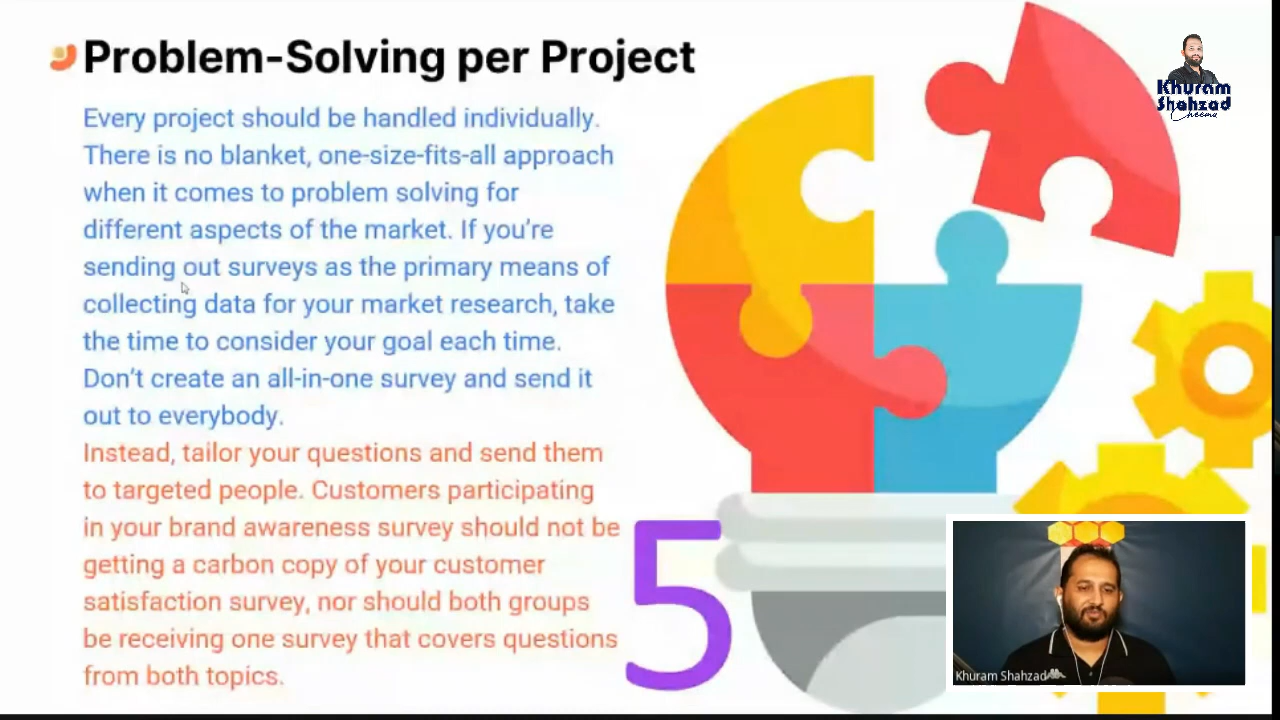 Problem-Solving per Project
Every project should be handled individually.
There is no blanket, one-size-fits-all approach
when it comes to problem solving for
different aspects of the market. If you’re
sending out surveys as the primary means of
collecting data for your market research, take
the time to consider your goal each time.
Don’t create an all-in-one survey and send it
out to everybody.
Instead, tailor your questions and send them
to targeted people. Customers participating
in your brand awareness survey should not be
getting a carbon copy of your customer
satisfaction survey, nor should both groups
be receiving one survey that covers questions
from both topics.
5
Khuram
Shahzad
Cheema
Khuram Shahzad